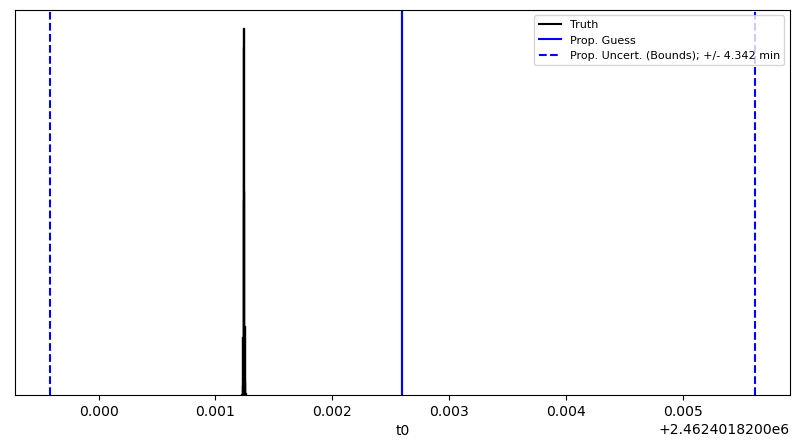 Truth
Prop. Guess
Prop. Uncert. (Bounds); +/- 4.342 min
0.000 0.001 0.002 0.003 0.004 0.005
t0
+2.4624018200e6